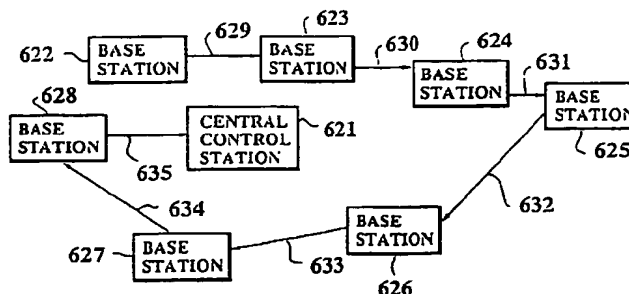 623
629
622
BASE
STATION
BASE
STATION
630
624
BASE
STATION
631
BASE
STATION
625
628
BASE
STATION
635
CENTRAL
CONTROL
STATION
621
632
634
BASE
STATION
626
627
BASE
STATION
633